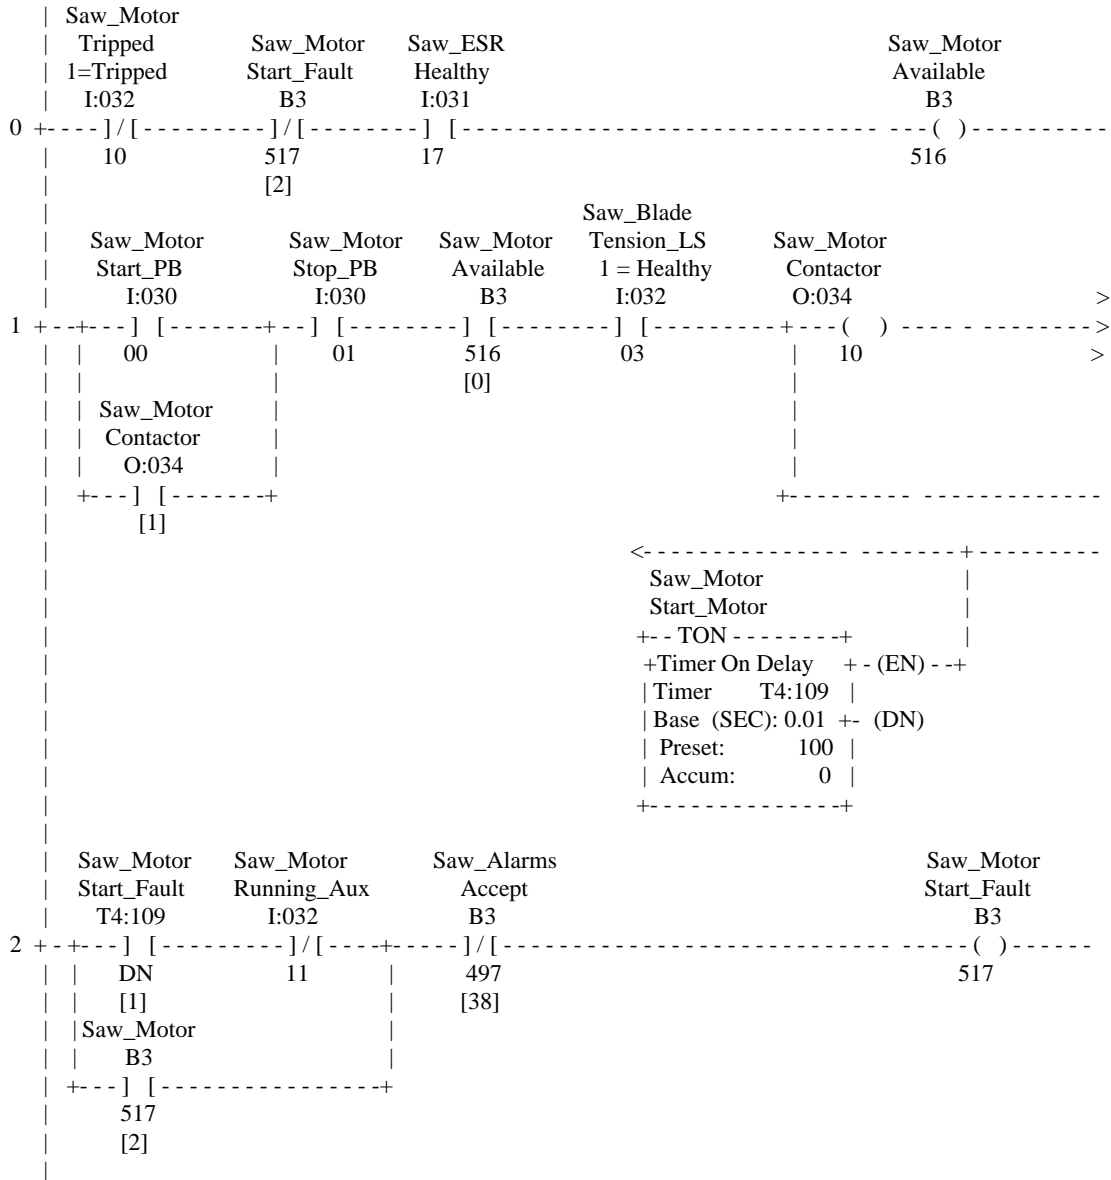 | Saw_Motor
| Tripped Saw_Motor Saw_ESR Saw_Motor
| 1=Tripped Start_Fault Healthy Available
| I:032 B3 I:031 B3
0 +- - - - ] / [ - - - - - - - - - ] / [ - - - - - - - - ] [ - - - - - - - - - - - - - - - - - - - - - - - - - - - - - - - - - ( ) - - - - - - - - - -
| 10 517 17 516
| [2]
| Saw_Blade
| Saw_Motor Saw_Motor Saw_Motor Tension_LS Saw_Motor
| Start_PB Stop_PB Available 1 = Healthy Contactor
| I:030 I:030 B3 I:032 O:034 >
1 + - -+- - - ] [ - - - - - - -+ - - ] [ - - - - - - - - ] [ - - - - - - - - ] [ - - - - - - - - - + - - - ( ) - - - - - - - - - - - - - >
| | 00 | 01 516 03 | 10 >
| | | [0] |
| | Saw_Motor | |
| | Contactor | |
| | O:034 | |
| +- - - ] [ - - - - - - -+ +- - - - - - - - - - - - - - - - - - - - - -
| [1]
| <- - - - - - - - - - - - - - - - - - - - - - + - - - - - - - - -
| Saw_Motor |
| Start_Motor |
| +- - TON - - - - - - - -+ |
| +Timer On Delay + - (EN) - -+
| | Timer T4:109 |
| | Base (SEC): 0.01 +- (DN)
| | Preset: 100 |
| | Accum: 0 |
| +- - - - - - - - - - - - - -+
|
| Saw_Motor Saw_Motor Saw_Alarms Saw_Motor
| Start_Fault Running_Aux Accept Start_Fault
| T4:109 I:032 B3 B3
2 + - +- - - ] [ - - - - - - - - - ] / [ - - - -+- - - - - ] / [ - - - - - - - - - - - - - - - - - - - - - - - - - - - - - - - - - ( ) - - - - - -
| | DN 11 | 497 517
| | [1] | [38]
| | Saw_Motor |
| | B3 |
| +- - - ] [ - - - - - - - - - - - - - - - -+
| 517
| [2]
|